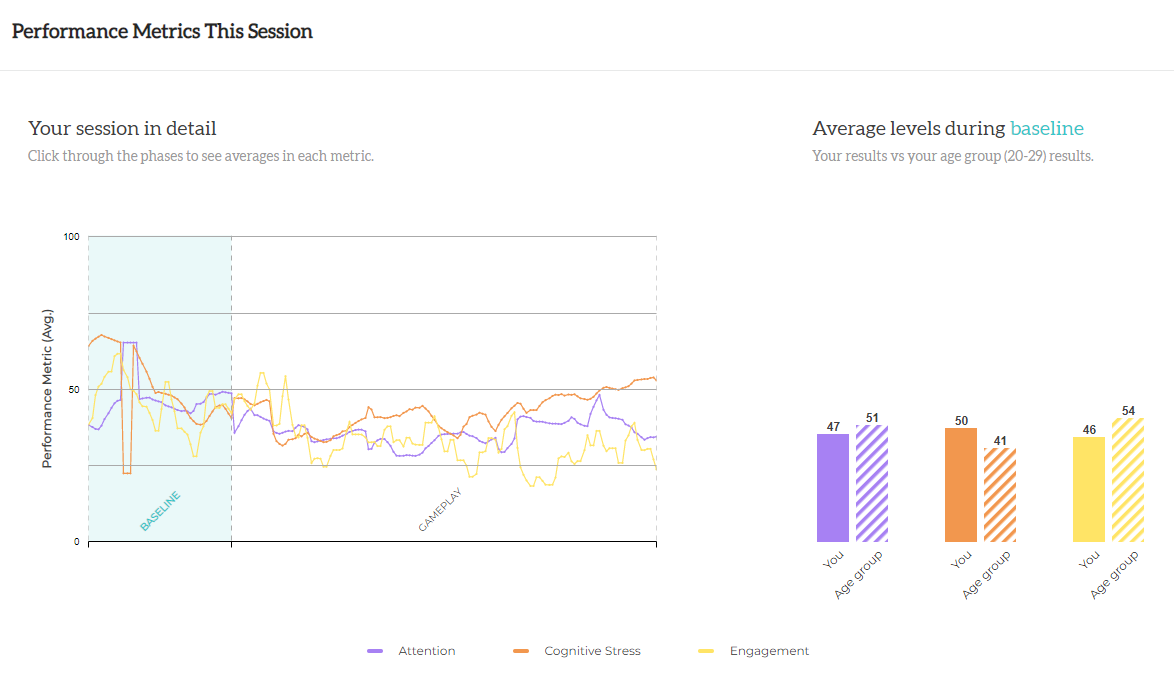 Performance Metrics This Session
Your session in detail
Click through the phases to see averages in each metric.
Average levels during baseline
Your results vs your age group (20-29) results.
Performance Metric (Avg.)
100
50
0
BASELINE
GAMEPLAY
47
51
50
41
46
54
You
Age group
You
Age group
You
Age group
Attention
Cognitive Stress
Engagement